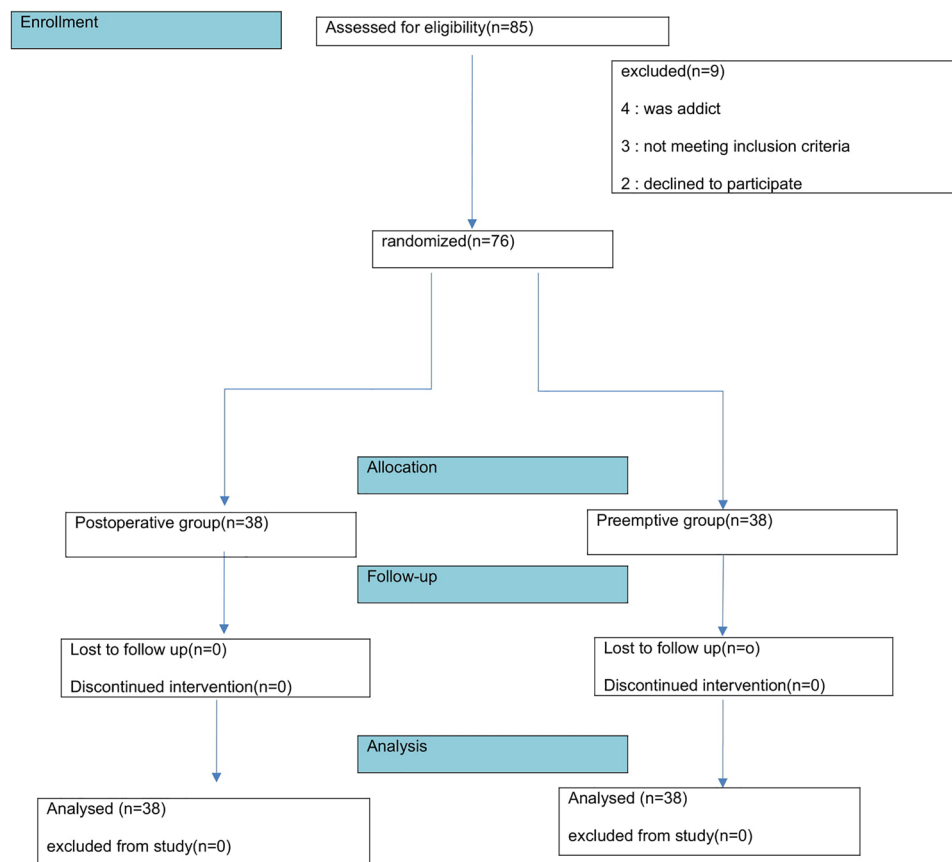 Enrollment
Assessed for eligibility(n=85)
excluded(n=9)
4 : was addict
3 : not meeting inclusion criteria
2 : declined to participate
randomized(n=76)
Allocation
Postoperative group(n=38)
Preemptive group(n=38)
Follow-up
Lost to follow up(n=0)
Discontinued intervention(n=0)
Lost to follow up(n=o)
Discontinued intervention(n=0)
Analysis
Analysed (n=38)
excluded from study(n=0)
Analysed (n=38)
excluded from study(n=0)